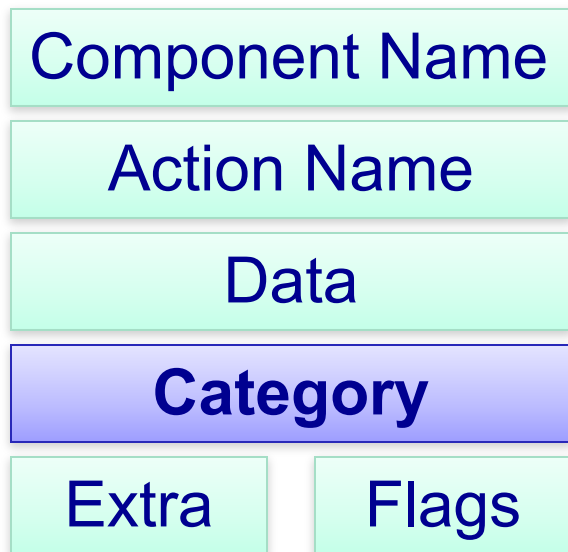 Component Name
Action Name
Data
Category
Extra Flags